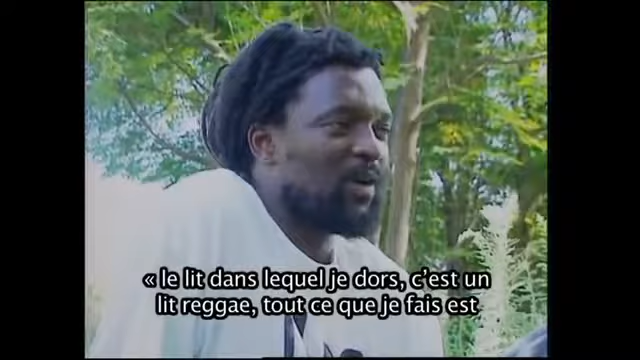 « le lit dans lequel je dors, c’est un
lit reggae, tout ce que je fais est